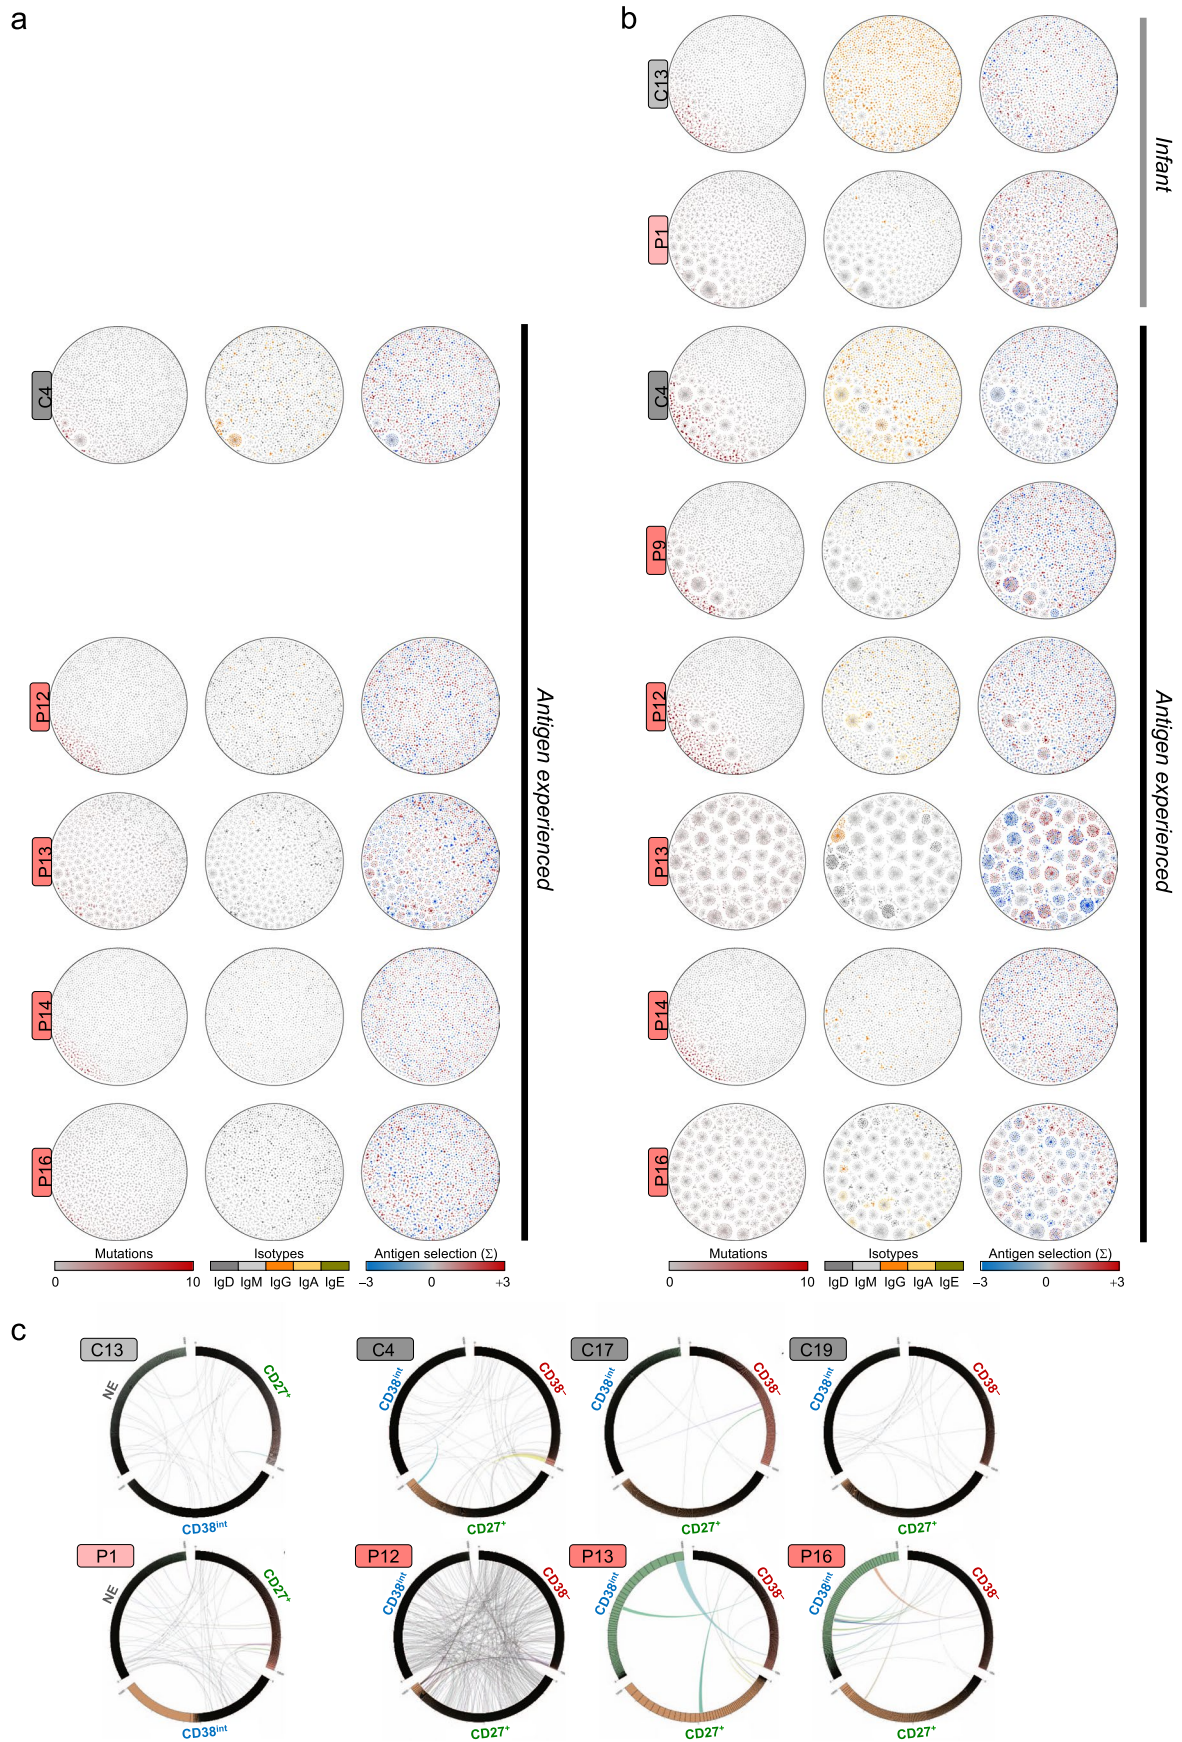 a
C4
P12
P13
P14
P16
Antigen experienced
Mutations
0
10
Isotypes
IgD
IgM
IgG
IgA
IgE
Antigen selection (Σ)
–3
0
+3
b
C13
P1
Infant
C4
P9
P12
P13
P14
P16
Antigen experienced
Mutations
0
10
Isotypes
IgD
IgM
IgG
IgA
IgE
Antigen selection (Σ)
–3
0
+3
c
C13
NE
CD27+
CD38int
C4
CD38int
CD38–
CD27+
C17
CD38int
CD38–
CD27+
C19
CD38int
CD38–
CD27+
P1
NE
CD27+
CD38int
P12
CD38int
CD38–
CD27+
P13
CD38int
CD38–
CD27+
P16
CD38int
CD38–
CD27+